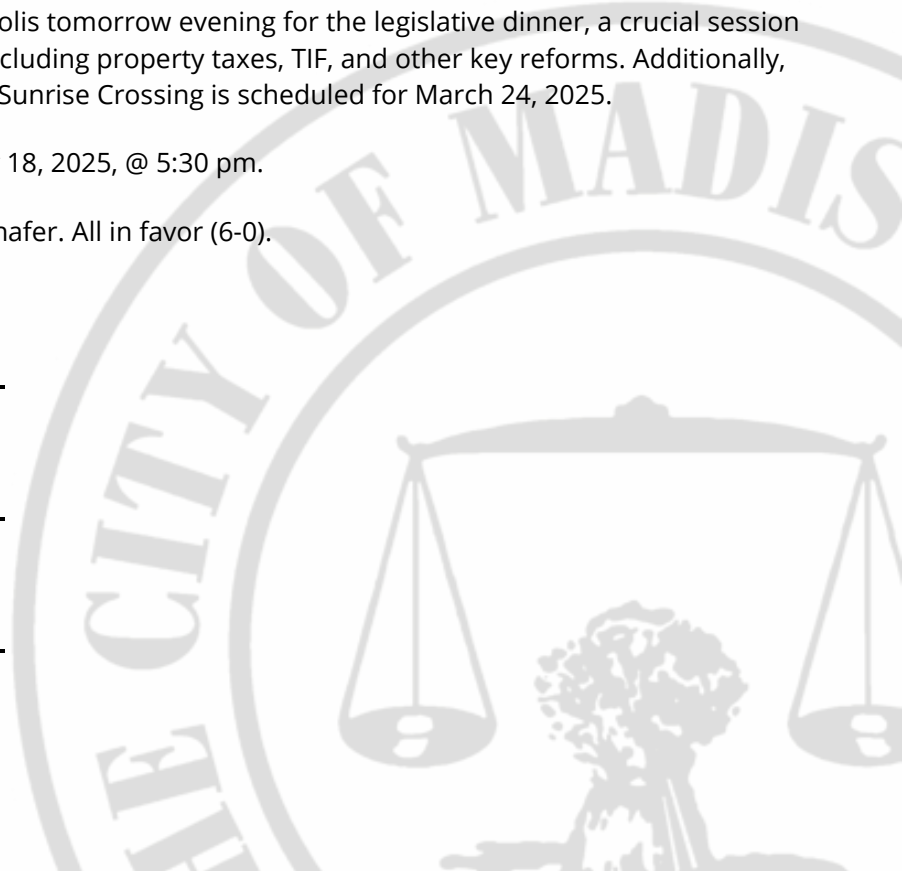 olis tomorrow evening for the legislative dinner, a crucial session
cluding property taxes, TIF, and other key reforms. Additionally,
Sunrise Crossing is scheduled for March 24, 2025.
18, 2025, @ 5:30 pm.
hafer. All in favor (6-0).
HE CITY OF MADIS